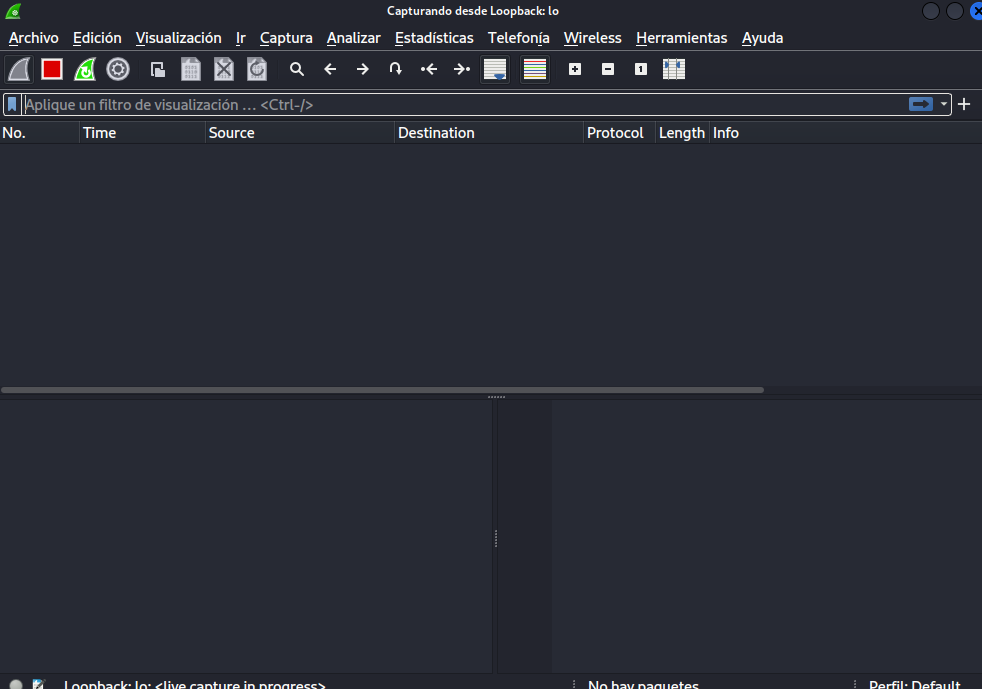 Capturando desde Loopback: lo
Archivo Edición Visualización Ir Captura Analizar Estadísticas Telefonía Wireless Herramientas Ayuda
1
Aplique un filtro de visualización … <Ctrl-/>
No. Time Source Destination Protocol Length Info
Loopback: lo: <live capture in progress> No hay paquetes Perfil: Default